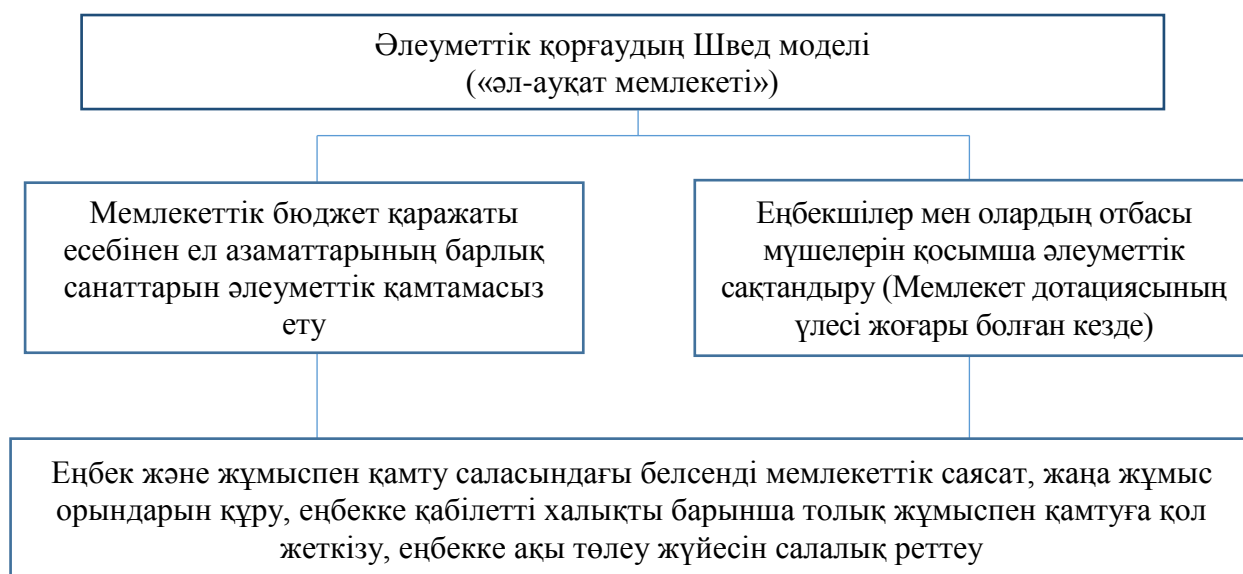 Әлеуметтік қорғаудың Швед моделі
(«әл-ауқат мемлекеті»)
Мемлекеттік бюджет қаражаты
есебінен ел азаматтарының барлық
санаттарын әлеуметтік қамтамасыз
ету
Еңбекшілер мен олардың отбасы
мүшелерін қосымша әлеуметтік
сақтандыру (Мемлекет дотациясының
үлесі жоғары болған кезде)
Еңбек және жұмыспен қамту саласындағы белсенді мемлекеттік саясат, жаңа жұмыс
орындарын құру, еңбекке қабілетті халықты барынша толық жұмыспен қамтуға қол
жеткізу, еңбекке ақы төлеу жүйесін салалық реттеу